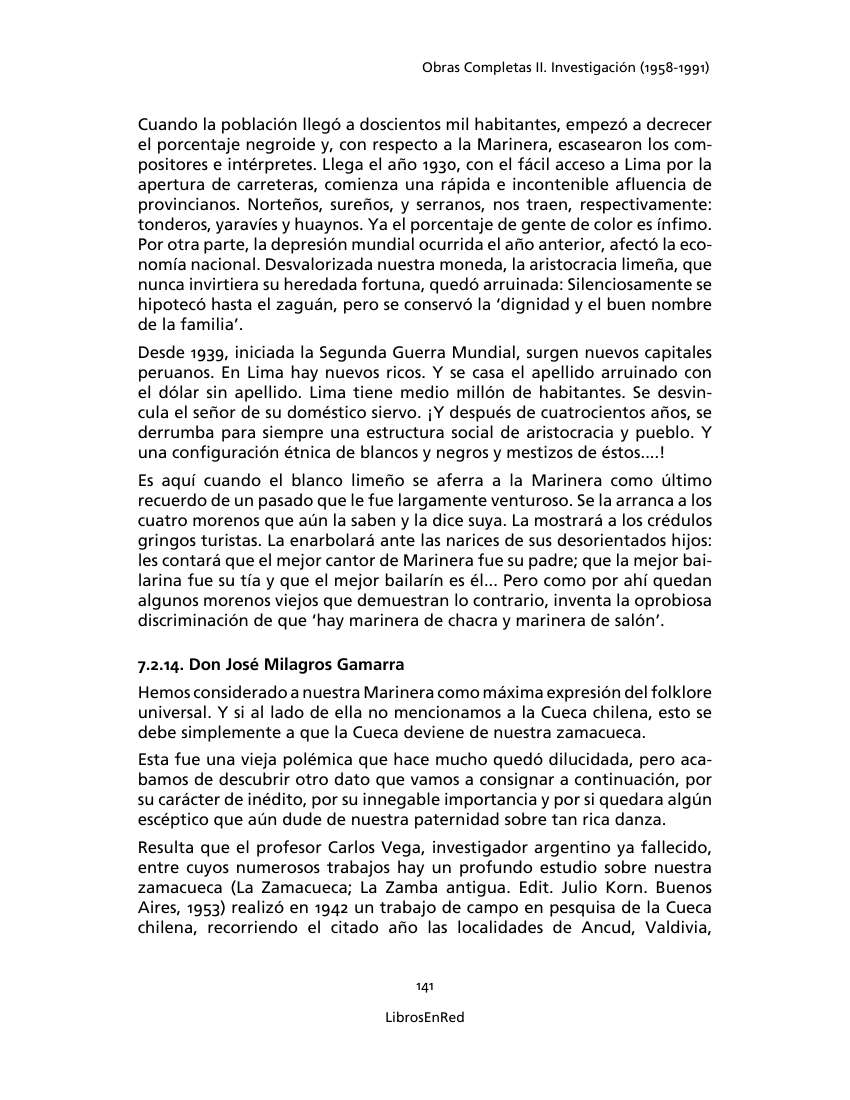 Obras Completas II. Investigación (1958-1991)
Cuando la población llegó a doscientos mil habitantes, empezó a decrecer
el porcentaje negroide y, con respecto a la Marinera, escasearon los com-
positores e intérpretes. Llega el año 1930, con el fácil acceso a Lima por la
apertura de carreteras, comienza una rápida e incontenible afluencia de
provincianos. Norteños, sureños, y serranos, nos traen, respectivamente:
tonderos, yaravíes y huaynos. Ya el porcentaje de gente de color es ínfimo.
Por otra parte, la depresión mundial ocurrida el año anterior, afectó la eco-
nomía nacional. Desvalorizada nuestra moneda, la aristocracia limeña, que
nunca invirtiera su heredada fortuna, quedó arruinada: Silenciosamente se
hipotecó hasta el zaguán, pero se conservó la ‘dignidad y el buen nombre
de la familia’.
Desde 1939, iniciada la Segunda Guerra Mundial, surgen nuevos capitales
peruanos. En Lima hay nuevos ricos. Y se casa el apellido arruinado con
el dólar sin apellido. Lima tiene medio millón de habitantes. Se desvin-
cula el señor de su doméstico siervo. ¡Y después de cuatrocientos años, se
derrumba para siempre una estructura social de aristocracia y pueblo. Y
una configuración étnica de blancos y negros y mestizos de éstos....!
Es aquí cuando el blanco limeño se aferra a la Marinera como último
recuerdo de un pasado que le fue largamente venturoso. Se la arranca a los
cuatro morenos que aún la saben y la dice suya. La mostrará a los crédulos
gringos turistas. La enarbolará ante las narices de sus desorientados hijos:
les contará que el mejor cantor de Marinera fue su padre; que la mejor bai-
larina fue su tía y que el mejor bailarín es él... Pero como por ahí quedan
algunos morenos viejos que demuestran lo contrario, inventa la oprobiosa
discriminación de que ‘hay marinera de chacra y marinera de salón’.
7.2.14. Don José Milagros Gamarra
Hemos considerado a nuestra Marinera como máxima expresión del folklore
universal. Y si al lado de ella no mencionamos a la Cueca chilena, esto se
debe simplemente a que la Cueca deviene de nuestra zamacueca.
Esta fue una vieja polémica que hace mucho quedó dilucidada, pero aca-
bamos de descubrir otro dato que vamos a consignar a continuación, por
su carácter de inédito, por su innegable importancia y por si quedara algún
escéptico que aún dude de nuestra paternidad sobre tan rica danza.
Resulta que el profesor Carlos Vega, investigador argentino ya fallecido,
entre cuyos numerosos trabajos hay un profundo estudio sobre nuestra
zamacueca (La Zamacueca; La Zamba antigua. Edit. Julio Korn. Buenos
Aires, 1953) realizó en 1942 un trabajo de campo en pesquisa de la Cueca
chilena, recorriendo el citado año las localidades de Ancud, Valdivia,
141
LibrosEnRed